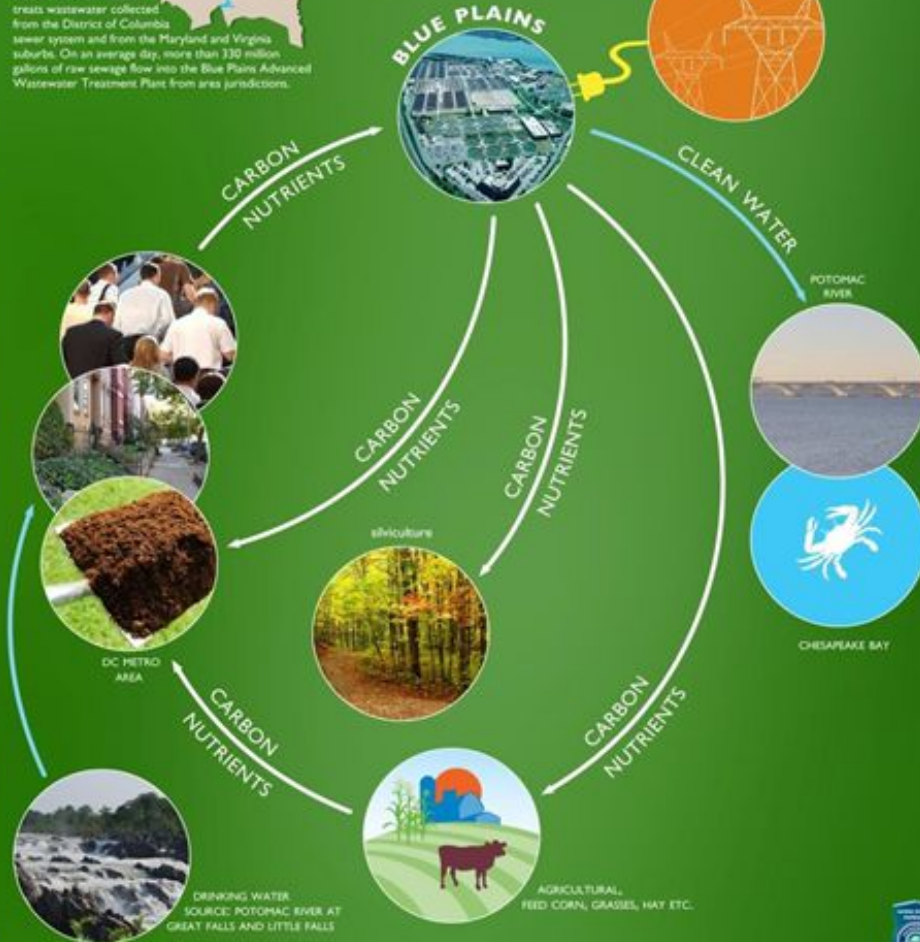 treats wastewater collected
from the District of Columbia
sewer system and from the Maryland and Virginia
suburbs. On an average day, more than 330 million
gallons of raw sewage flow into the Blue Plains Advanced
Wastewater Treatment Plant from area jurisdictions.
BLUE PLAINS
CARBON
NUTRIENTS
CLEAN WATER
POTOMAC
RIVER
CARBON
NUTRIENTS
CARBON
NUTRIENTS
silviculture
CHESAPEAKE BAY
DC METRO
AREA
CARBON
NUTRIENTS
CARBON
NUTRIENTS
DRINKING WATER
SOURCE: POTOMAC RIVER AT
GREAT FALLS AND LITTLE FALLS
AGRICULTURAL,
FEED CORN, GRASSES, HAY ETC.